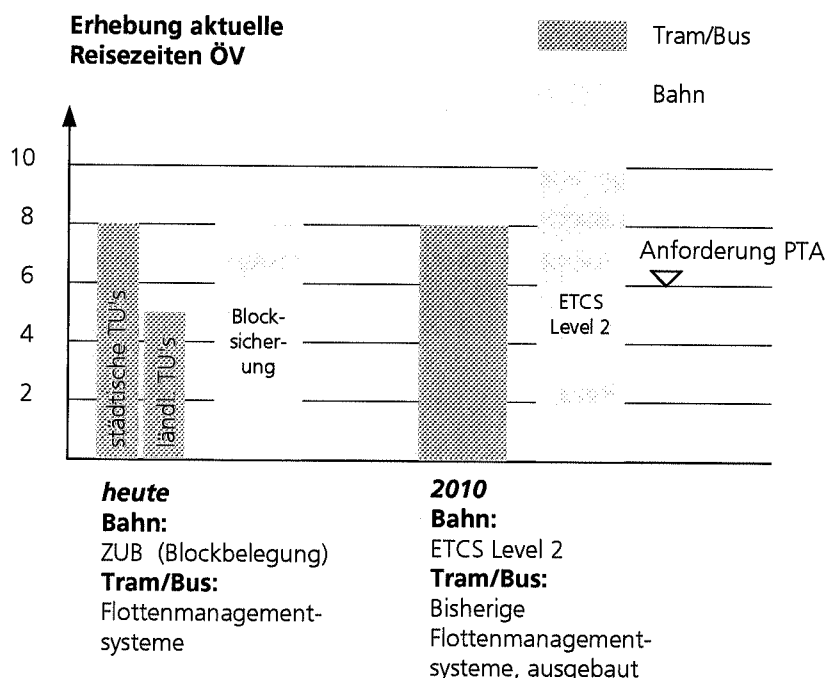 Erhebung aktuelle
Reisezeiten ÖV
Tram/Bus
Bahn
10
8
6
4
2
städtische TU's
ländl. TU's
Block-
sicher-
ung
ETCS
Level 2
Anforderung PTA
heute
Bahn:
ZUB (Blockbelegung)
Tram/Bus:
Flottenmanagement-
systeme
2010
Bahn:
ETCS Level 2
Tram/Bus:
Bisherige
Flottenmanagement-
systeme, ausgebaut